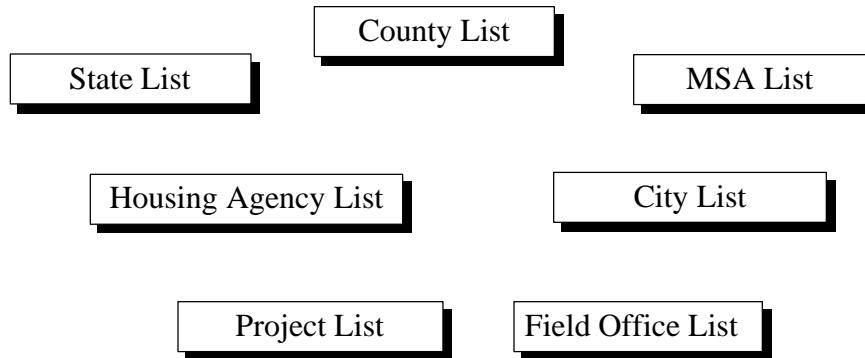 County List
State List
MSA List
Housing Agency List
City List
Project List
Field Office List